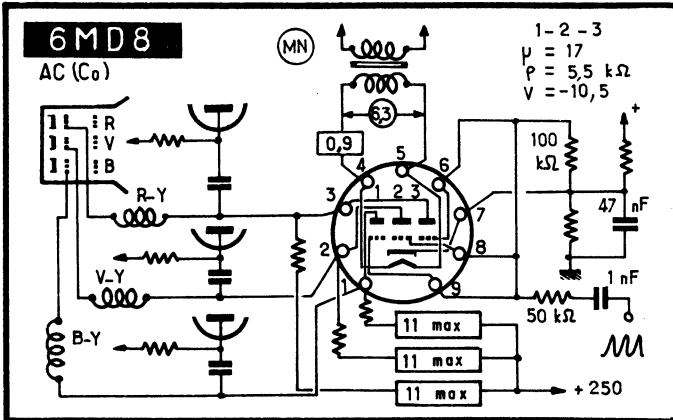 6MD8
AC (Co)
MN
1-2-3
μ = 17
ρ = 5,5 kΩ
V = -10,5
6,3
0,9
+
100 kΩ
47 nF
R
V
B
R-Y
V-Y
B-Y
1 2 3
1
2
3
4
5
6
7
8
9
1 nF
50 kΩ
11 max
11 max
11 max
+ 250